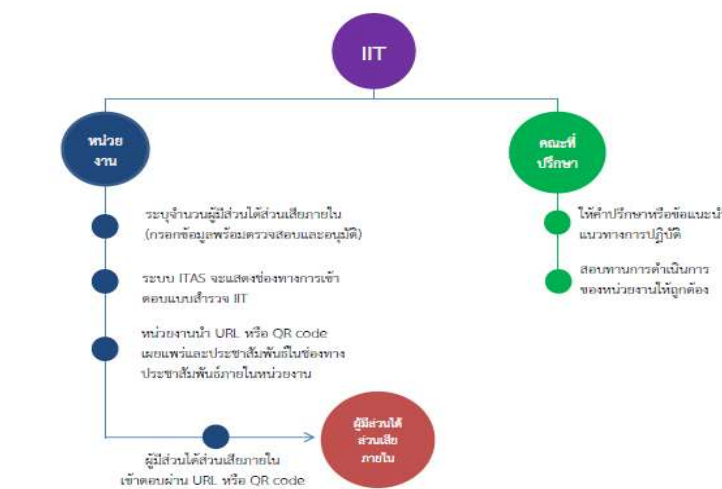 IIT
หน่วย
งาน
คณะที่
ปรึกษา
ระบุจำนวนผู้มีส่วนได้ส่วนเสียภายใน
(กรอกข้อมูลพร้อมตรวจสอบและอนุมัติ)
ระบบ ITAS จะแสดงช่องทางการเข้า
ตอบแบบสำรวจ IIT
หน่วยงานนำ URL หรือ QR code
เผยแพร่และประชาสัมพันธ์ในช่องทาง
ประชาสัมพันธ์ภายในหน่วยงาน
ให้คำปรึกษาหรือข้อแนะนำ
แนวทางการปฏิบัติ
สอบทานการดำเนินการ
ของหน่วยงานให้ถูกต้อง
ผู้มีส่วนได้
ส่วนเสีย
ภายใน
ผู้มีส่วนได้ส่วนเสียภายใน
เข้าตอบผ่าน URL หรือ QR code